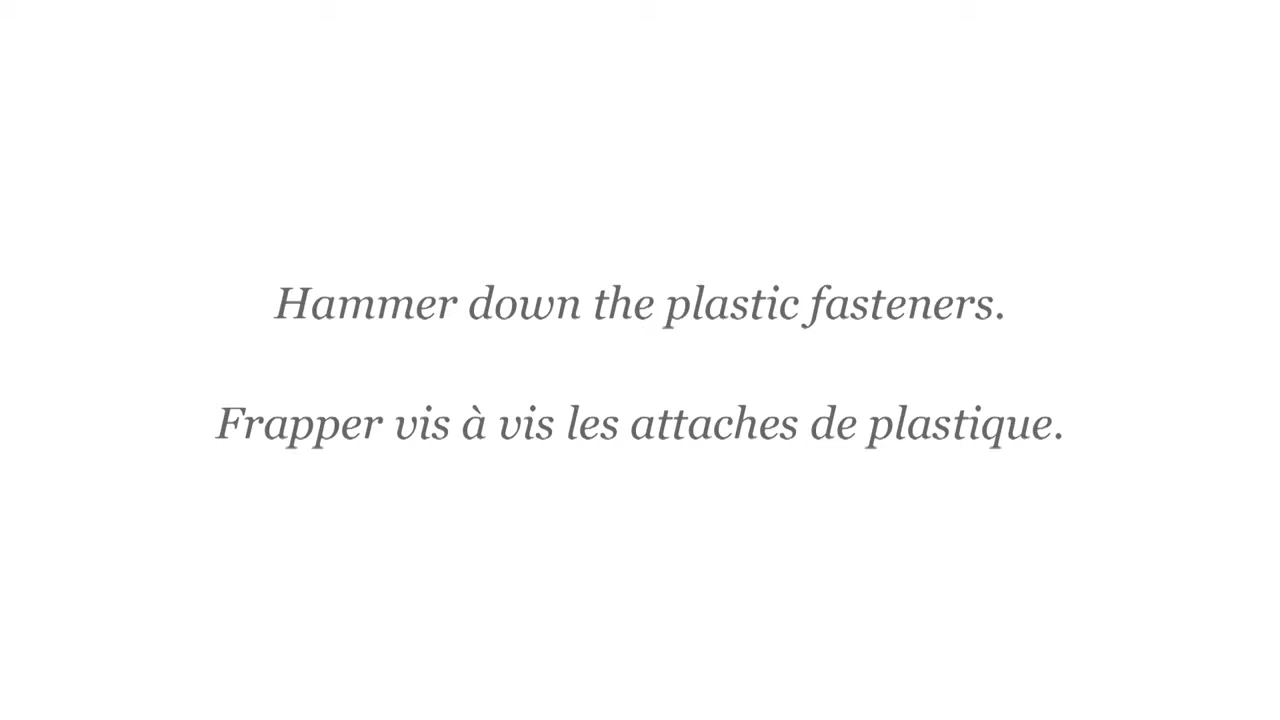 Hammer down the plastic fasteners.
Frapper vis à vis les attaches de plastique.